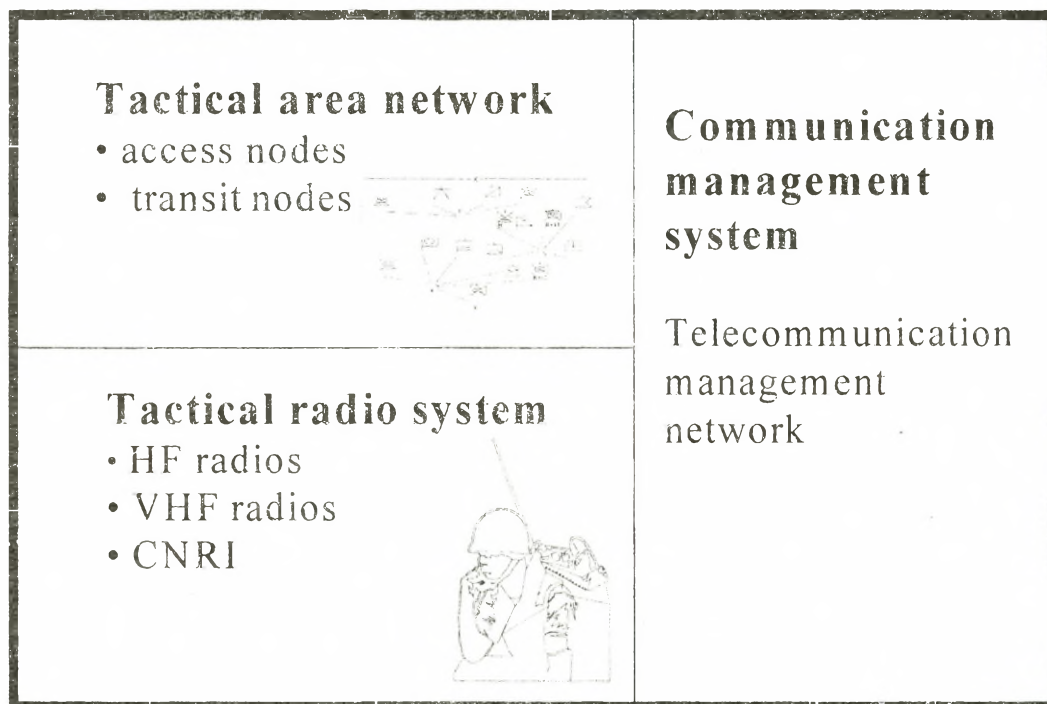 Tactical area network
• access nodes
• transit nodes
Tactical radio system
• HF radios
• VHF radios
• CNRI
Communication
management
system
Telecommunication
management
network